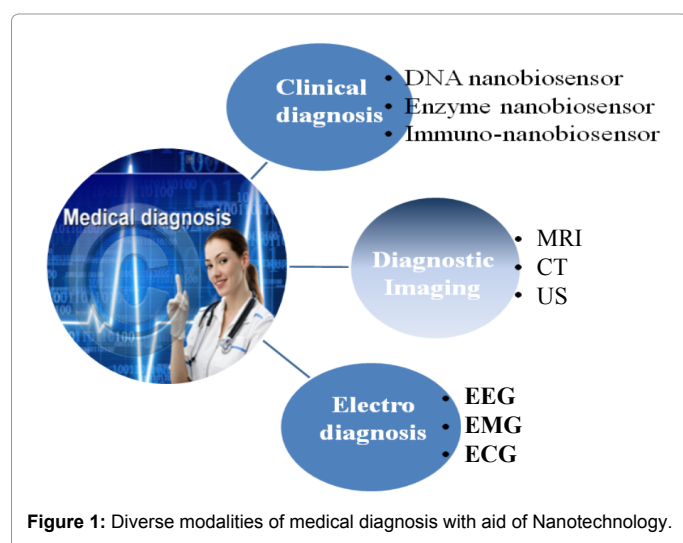 Clinical diagnosis
• DNA nanobiosensor
• Enzyme nanobiosensor
• Immuno-nanobiosensor
Medical diagnosis
Diagnostic
Imaging
• MRI
• CT
• US
Electro
diagnosis
• EEG
• EMG
• ECG
Figure 1: Diverse modalities of medical diagnosis with aid of Nanotechnology.